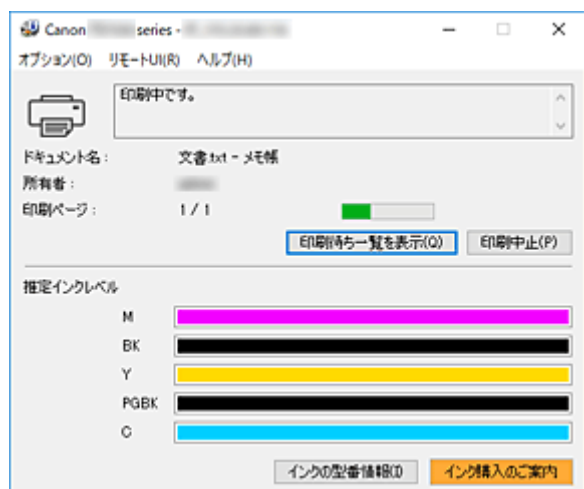 Canon series -
オプション(O) リモートUI(R) ヘルプ(H)
印刷中です。
ドキュメント名 : 文書.txt - メモ帳
所有者 :
印刷ページ : 1 / 1
印刷待ち一覧を表示(Q) 印刷中止(P)
推定インクレベル
M
BK
Y
PGBK
C
インクの型番情報(I) インク購入のご案内